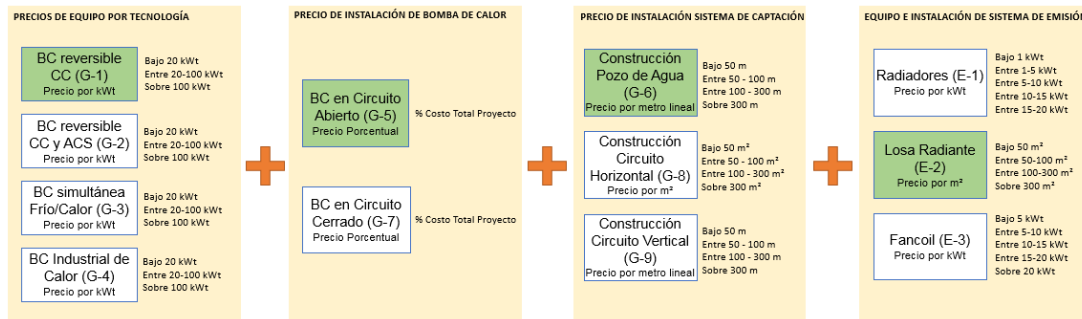 PRECIOS DE EQUIPO POR TECNOLOGÍA
BC reversible
CC (G-1)
Precio por kWt
Bajo 20 kWt
Entre 20-100 kWt
Sobre 100 kWt
BC reversible
CC y ACS (G-2)
Precio por kWt
Bajo 20 kWt
Entre 20-100 kWt
Sobre 100 kWt
BC simultánea
Frío/Calor (G-3)
Precio por kWt
Bajo 20 kWt
Entre 20-100 kWt
Sobre 100 kWt
BC Industrial de
Calor (G-4)
Precio por kWt
Bajo 20 kWt
Entre 20-100 kWt
Sobre 100 kWt
PRECIO DE INSTALACIÓN DE BOMBA DE CALOR
BC en Circuito
Abierto (G-5)
Precio Porcentual
% Costo Total Proyecto
BC en Circuito
Cerrado (G-7)
Precio Porcentual
% Costo Total Proyecto
PRECIO DE INSTALACIÓN SISTEMA DE CAPTACIÓN
Construcción
Pozo de Agua
(G-6)
Precio por metro lineal
Bajo 50 m
Entre 50 - 100 m
Entre 100 - 300 m
Sobre 300 m
Construcción
Circuito
Horizontal (G-8)
Precio por m²
Bajo 50 m²
Entre 50 - 100 m²
Entre 100 - 300 m²
Sobre 300 m²
Construcción
Circuito Vertical
(G-9)
Precio por metro lineal
Bajo 50 m
Entre 50 - 100 m
Entre 100 - 300 m
Sobre 300 m
EQUIPO E INSTALACIÓN DE SISTEMA DE EMISIÓN
Radiadores (E-1)
Precio por kWt
Bajo 1 kWt
Entre 1-5 kWt
Entre 5-10 kWt
Entre 10-15 kWt
Entre 15-20 kWt
Losa Radiante
(E-2)
Precio por m²
Bajo 50 m²
Entre 50-100 m²
Entre 100-300 m²
Sobre 300 m²
Fancoil (E-3)
Precio por kWt
Bajo 5 kWt
Entre 5-10 kWt
Entre 10-15 kWt
Entre 15-20 kWt
Sobre 20 kWt